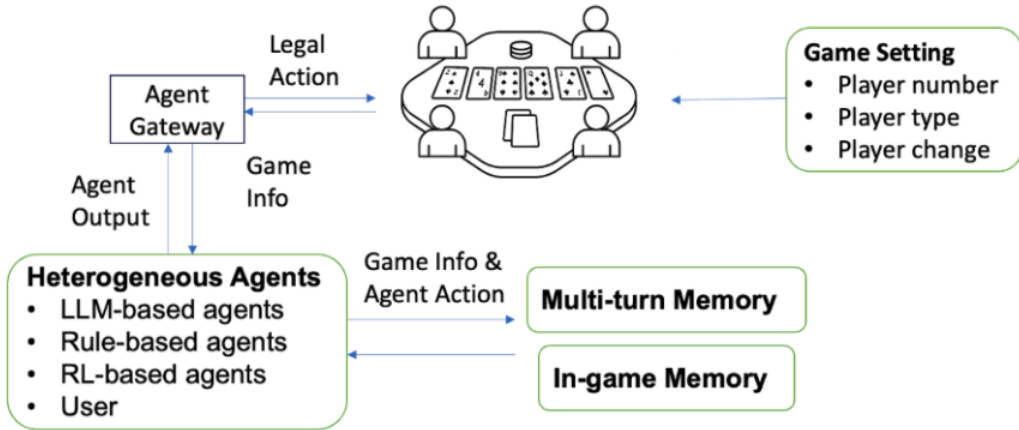 Legal
Action
Agent
Gateway
Game
Info
Agent
Output
Game Setting
• Player number
• Player type
• Player change
Heterogeneous Agents
• LLM-based agents
• Rule-based agents
• RL-based agents
• User
Game Info &
Agent Action
Multi-turn Memory
In-game Memory